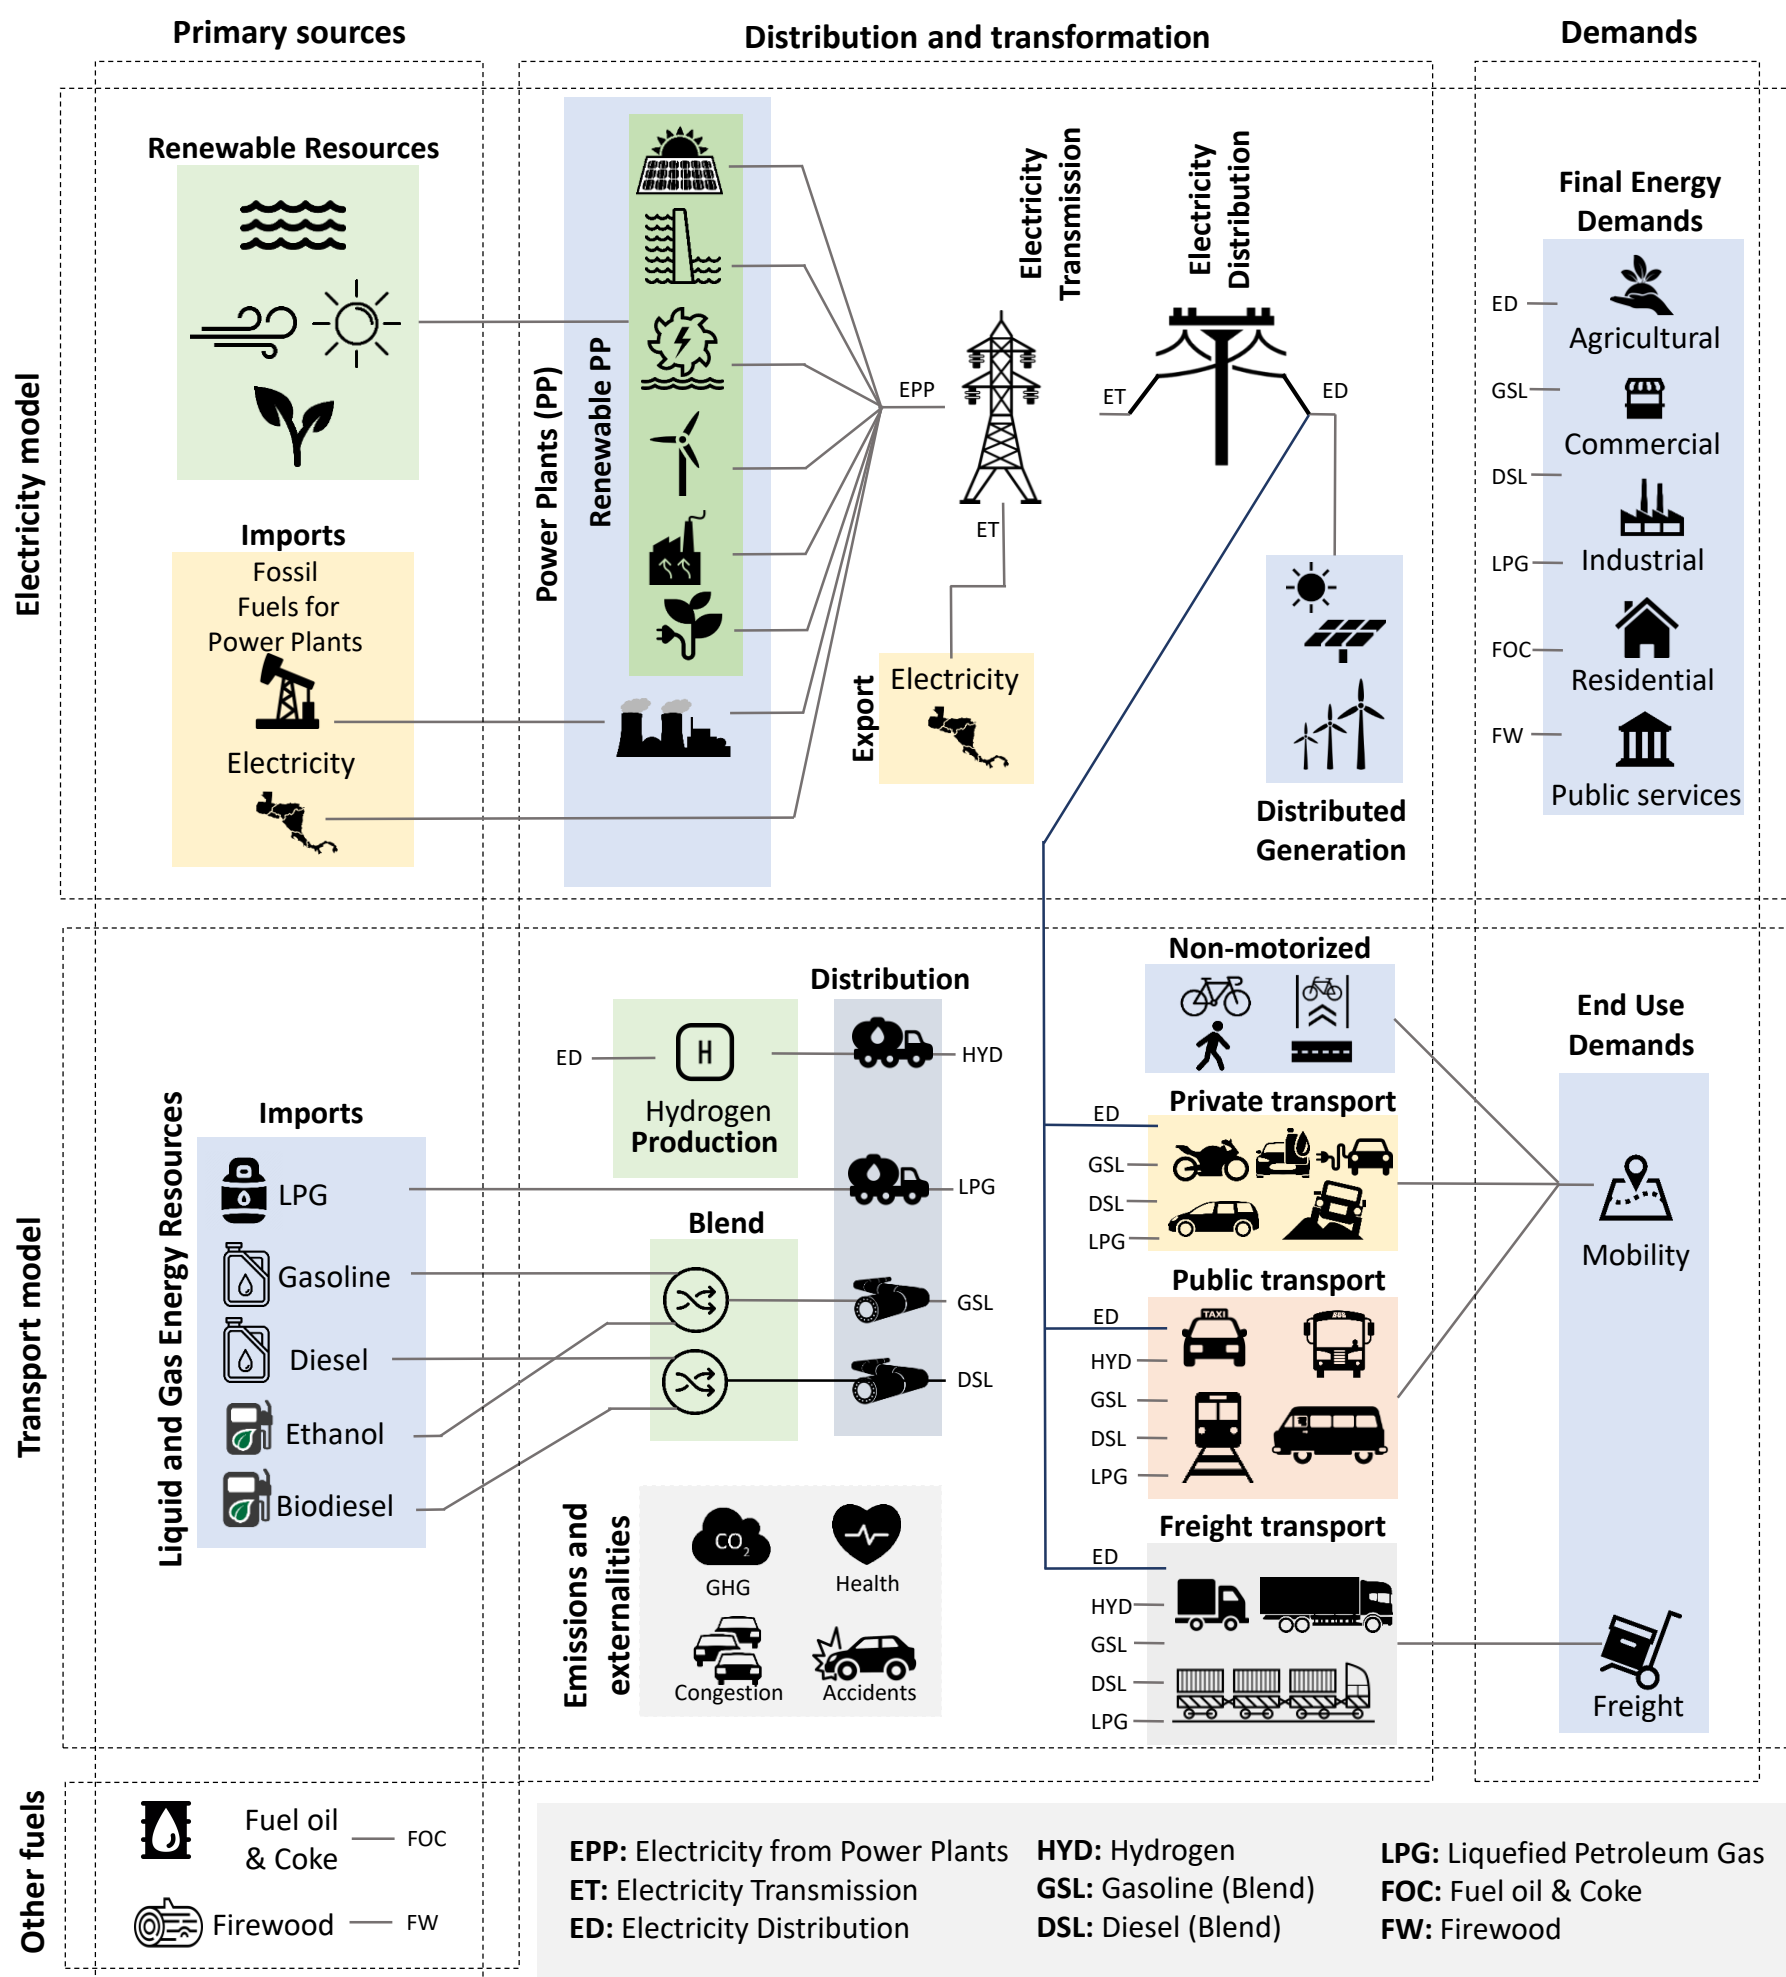 Primary sources
Distribution and transformation
Demands
Electricity model
Renewable Resources
Imports
Fossil
Fuels for
Power Plants
Electricity
Power Plants (PP)
Renewable PP
EPP
Electricity
Transmission
ET
Export
Electricity
ET
Electricity
Distribution
ED
Distributed
Generation
Final Energy
Demands
ED
Agricultural
GSL
Commercial
DSL
Industrial
LPG
Residential
FOC
Public services
FW
Transport model
Liquid and Gas Energy Resources
Imports
LPG
Gasoline
Diesel
Ethanol
Biodiesel
ED
H
Hydrogen
Production
Distribution
HYD
LPG
Blend
GSL
DSL
Emissions and
externalities
CO2
GHG
Health
Congestion
Accidents
Non-motorized
Private transport
ED
GSL
DSL
LPG
Public transport
ED
TAXI
BUS
HYD
GSL
DSL
LPG
Freight transport
ED
HYD
GSL
DSL
LPG
End Use
Demands
Mobility
Freight
Other fuels
Fuel oil
& Coke
FOC
Firewood
FW
EPP: Electricity from Power Plants
ET: Electricity Transmission
ED: Electricity Distribution
HYD: Hydrogen
GSL: Gasoline (Blend)
DSL: Diesel (Blend)
LPG: Liquefied Petroleum Gas
FOC: Fuel oil & Coke
FW: Firewood